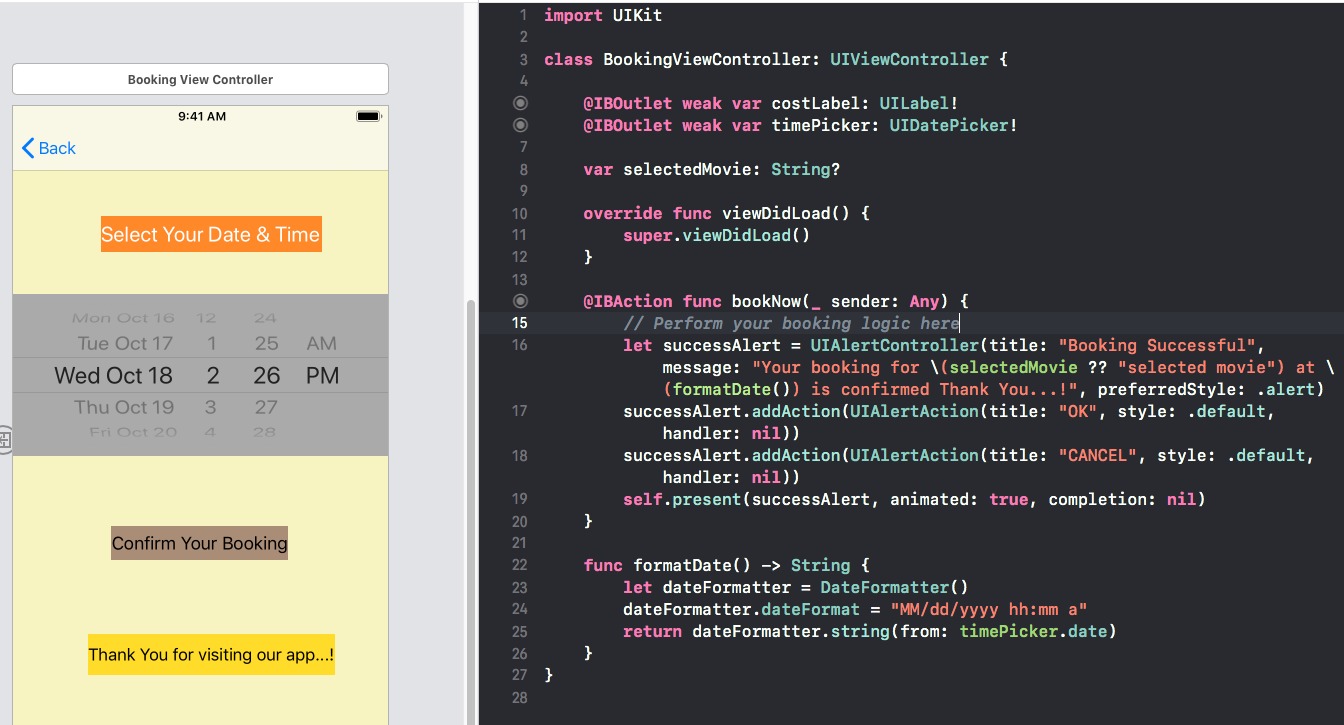 Booking View Controller
9:41 AM
Back
Select Your Date & Time
Mon Oct 16 12 24
Tue Oct 17 1 25 AM
Wed Oct 18 2 26 PM
Thu Oct 19 3 27
Fri Oct 20 4 28
Confirm Your Booking
Thank You for visiting our app...!
1 import UIKit
2
3 class BookingViewController: UIViewController {
4
@IBOutlet weak var costLabel: UILabel!
@IBOutlet weak var timePicker: UIDatePicker!
7
8 var selectedMovie: String?
9
10 override func viewDidLoad() {
11 super.viewDidLoad()
12 }
13
@IBAction func bookNow(_ sender: Any) {
15 // Perform your booking logic here
16 let successAlert = UIAlertController(title: "Booking Successful",
message: "Your booking for \(selectedMovie ?? "selected movie") at \
(formatDate()) is confirmed Thank You...!", preferredStyle: .alert)
17 successAlert.addAction(UIAlertAction(title: "OK", style: .default,
handler: nil))
18 successAlert.addAction(UIAlertAction(title: "CANCEL", style: .default,
handler: nil))
19 self.present(successAlert, animated: true, completion: nil)
20 }
21
22 func formatDate() -> String {
23 let dateFormatter = DateFormatter()
24 dateFormatter.dateFormat = "MM/dd/yyyy hh:mm a"
25 return dateFormatter.string(from: timePicker.date)
26 }
27 }
28